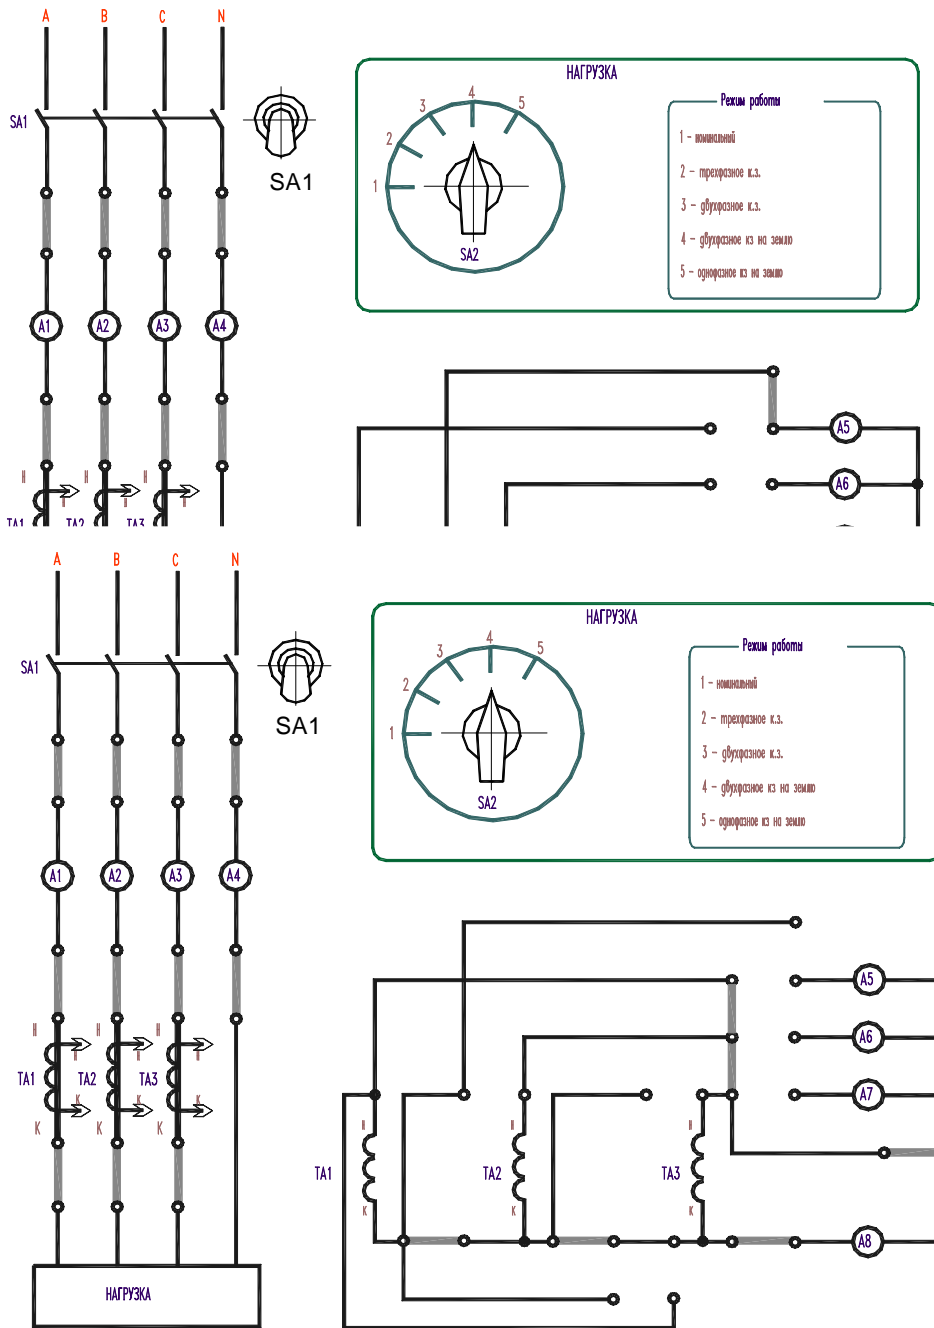 A B C N
НАГРУЗКА
SA1
SA1
1 2 3 4 5
SA2
Режим работы
1 - номинальный
2 - трехфазное к.з.
3 - двухфазное к.з.
4 - двухфазное кз на землю
5 - однофазное кз на землю
A1 A2 A3 A4
A5
A6
Н Н Н
TA1 TA2 TA3
A B C N
НАГРУЗКА
SA1
SA1
1 2 3 4 5
SA2
Режим работы
1 - номинальный
2 - трехфазное к.з.
3 - двухфазное к.з.
4 - двухфазное кз на землю
5 - однофазное кз на землю
A1 A2 A3 A4
A5
A6
A7
Н Н Н
И И И
TA1 TA2 TA3
К К К
К К К
И И И
TA1 TA2 TA3
К К К
A8
НАГРУЗКА